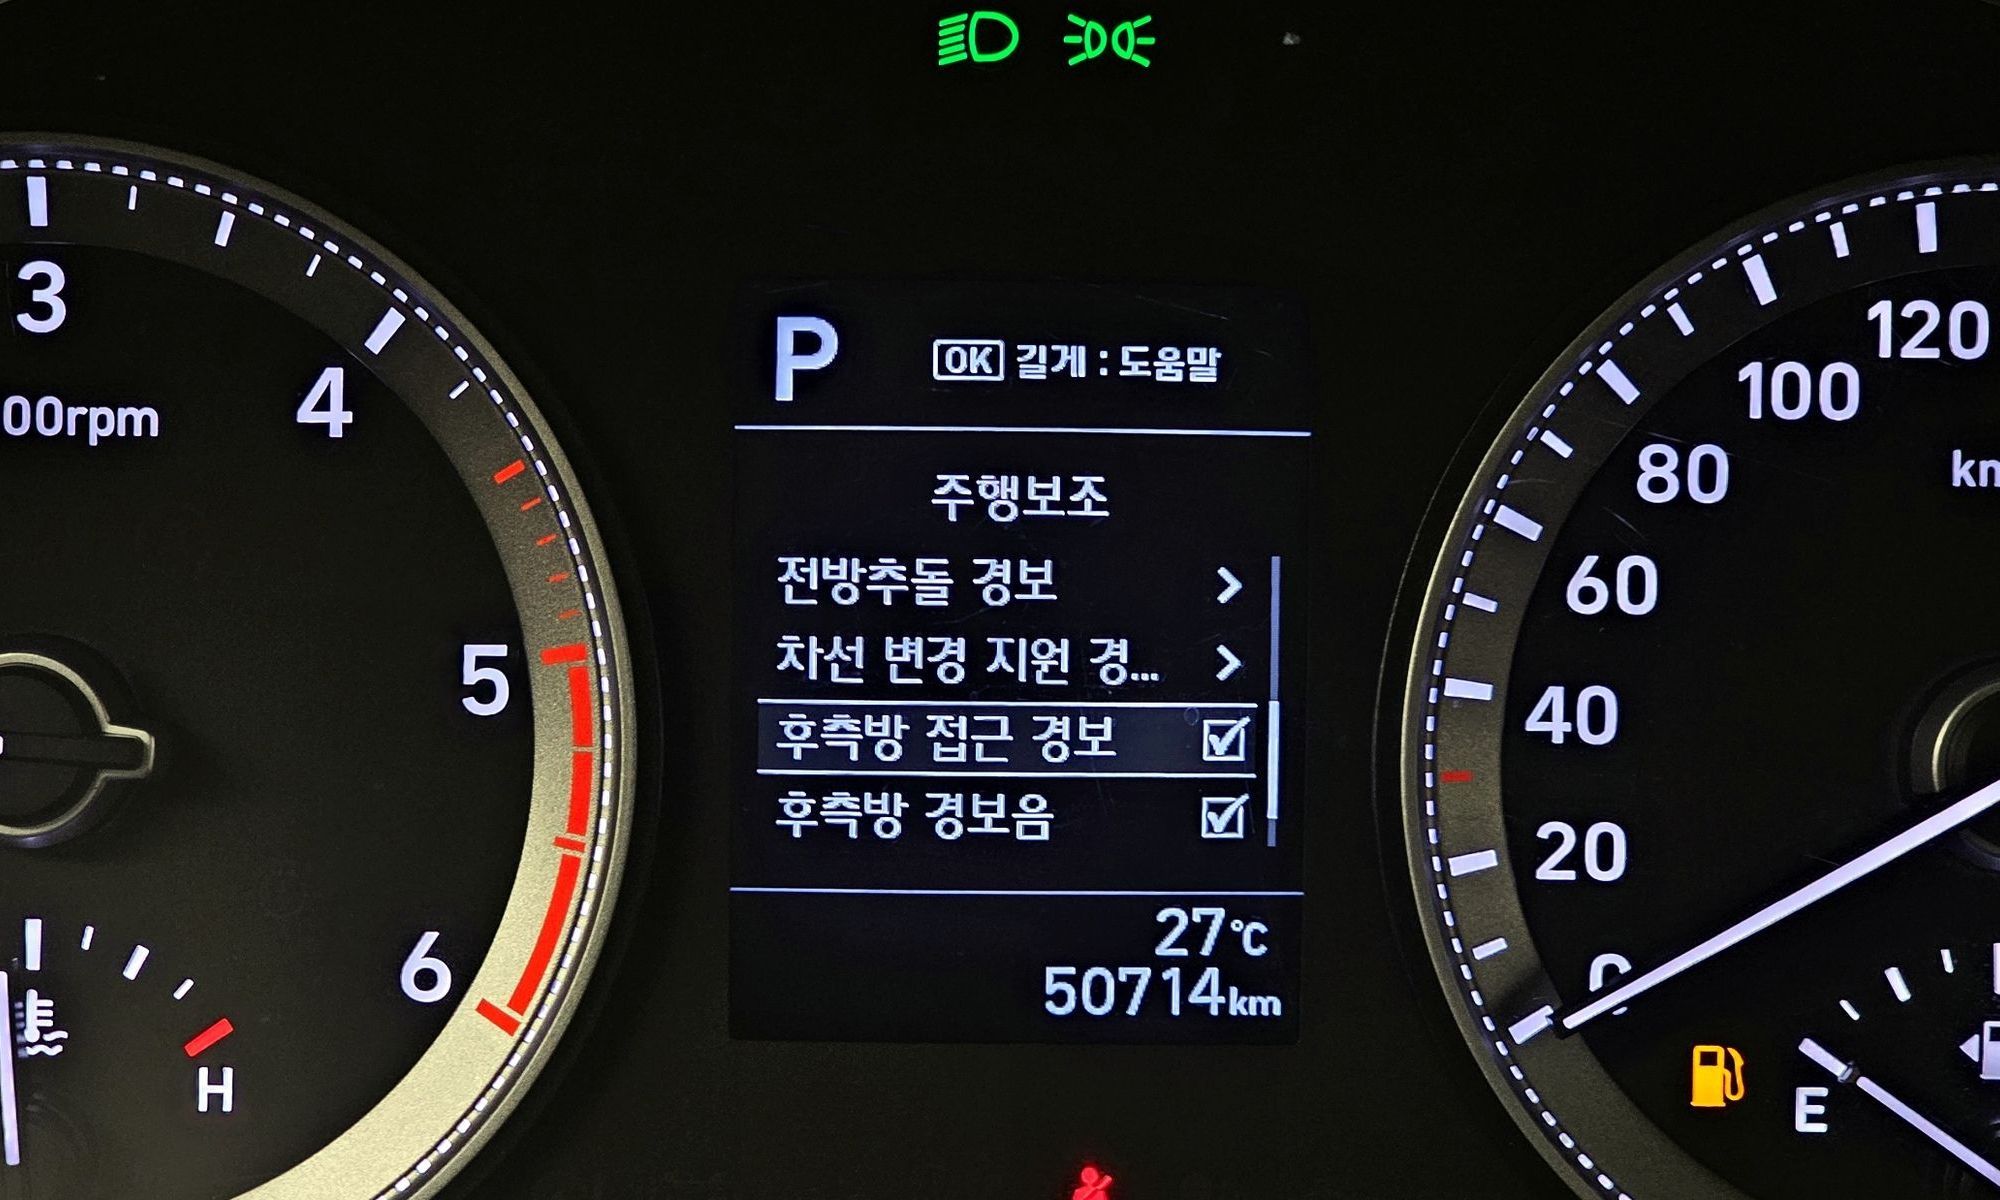 P
OK 길게 : 도움말
주행보조
전방추돌 경보
차선 변경 지원 경...
후측방 접근 경보
후측방 경보음
27℃
50714km
3
4
5
6
00rpm
H
120
100
80
60
40
20
0
km
E